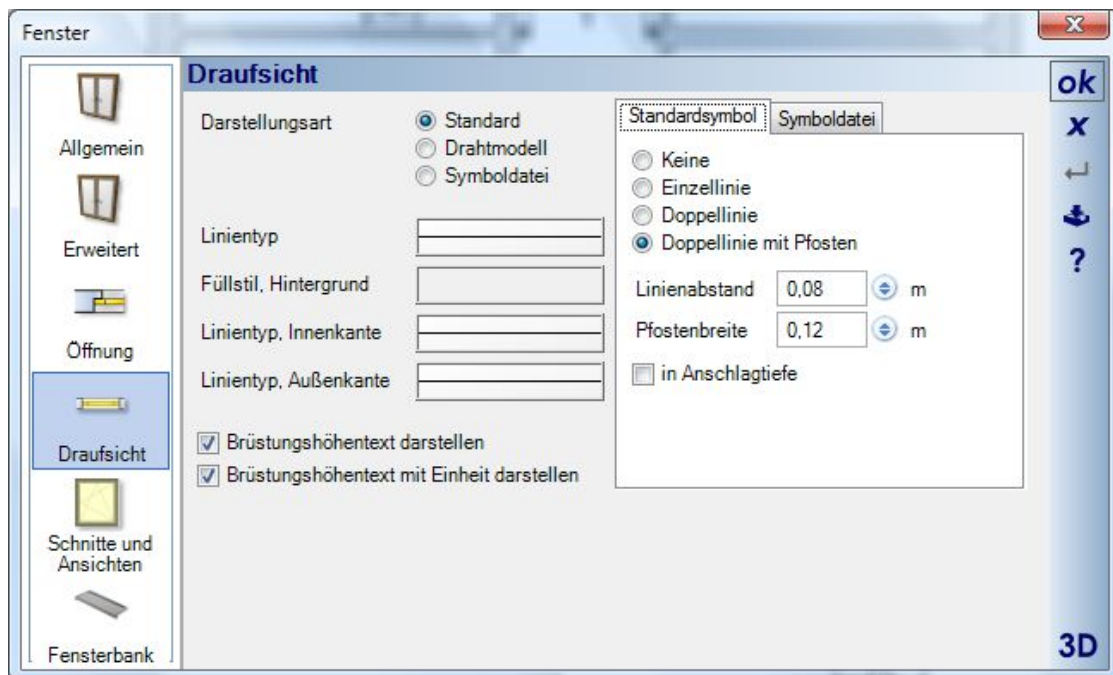 Fenster
Allgemein
Erweitert
Öffnung
Draufsicht
Schnitte und
Ansichten
Fensterbank
Draufsicht
Darstellungsart
Standard
Drahtmodell
Symboldatei
Linientyp
Füllstil, Hintergrund
Linientyp, Innenkante
Linientyp, Außenkante
Brüstungshöhentext darstellen
Brüstungshöhentext mit Einheit darstellen
Standardsymbol Symboldatei
Keine
Einzellinie
Doppellinie
Doppellinie mit Pfosten
Linienabstand 0,08 m
Pfostenbreite 0,12 m
in Anschlagtiefe
ok
x
?
3D